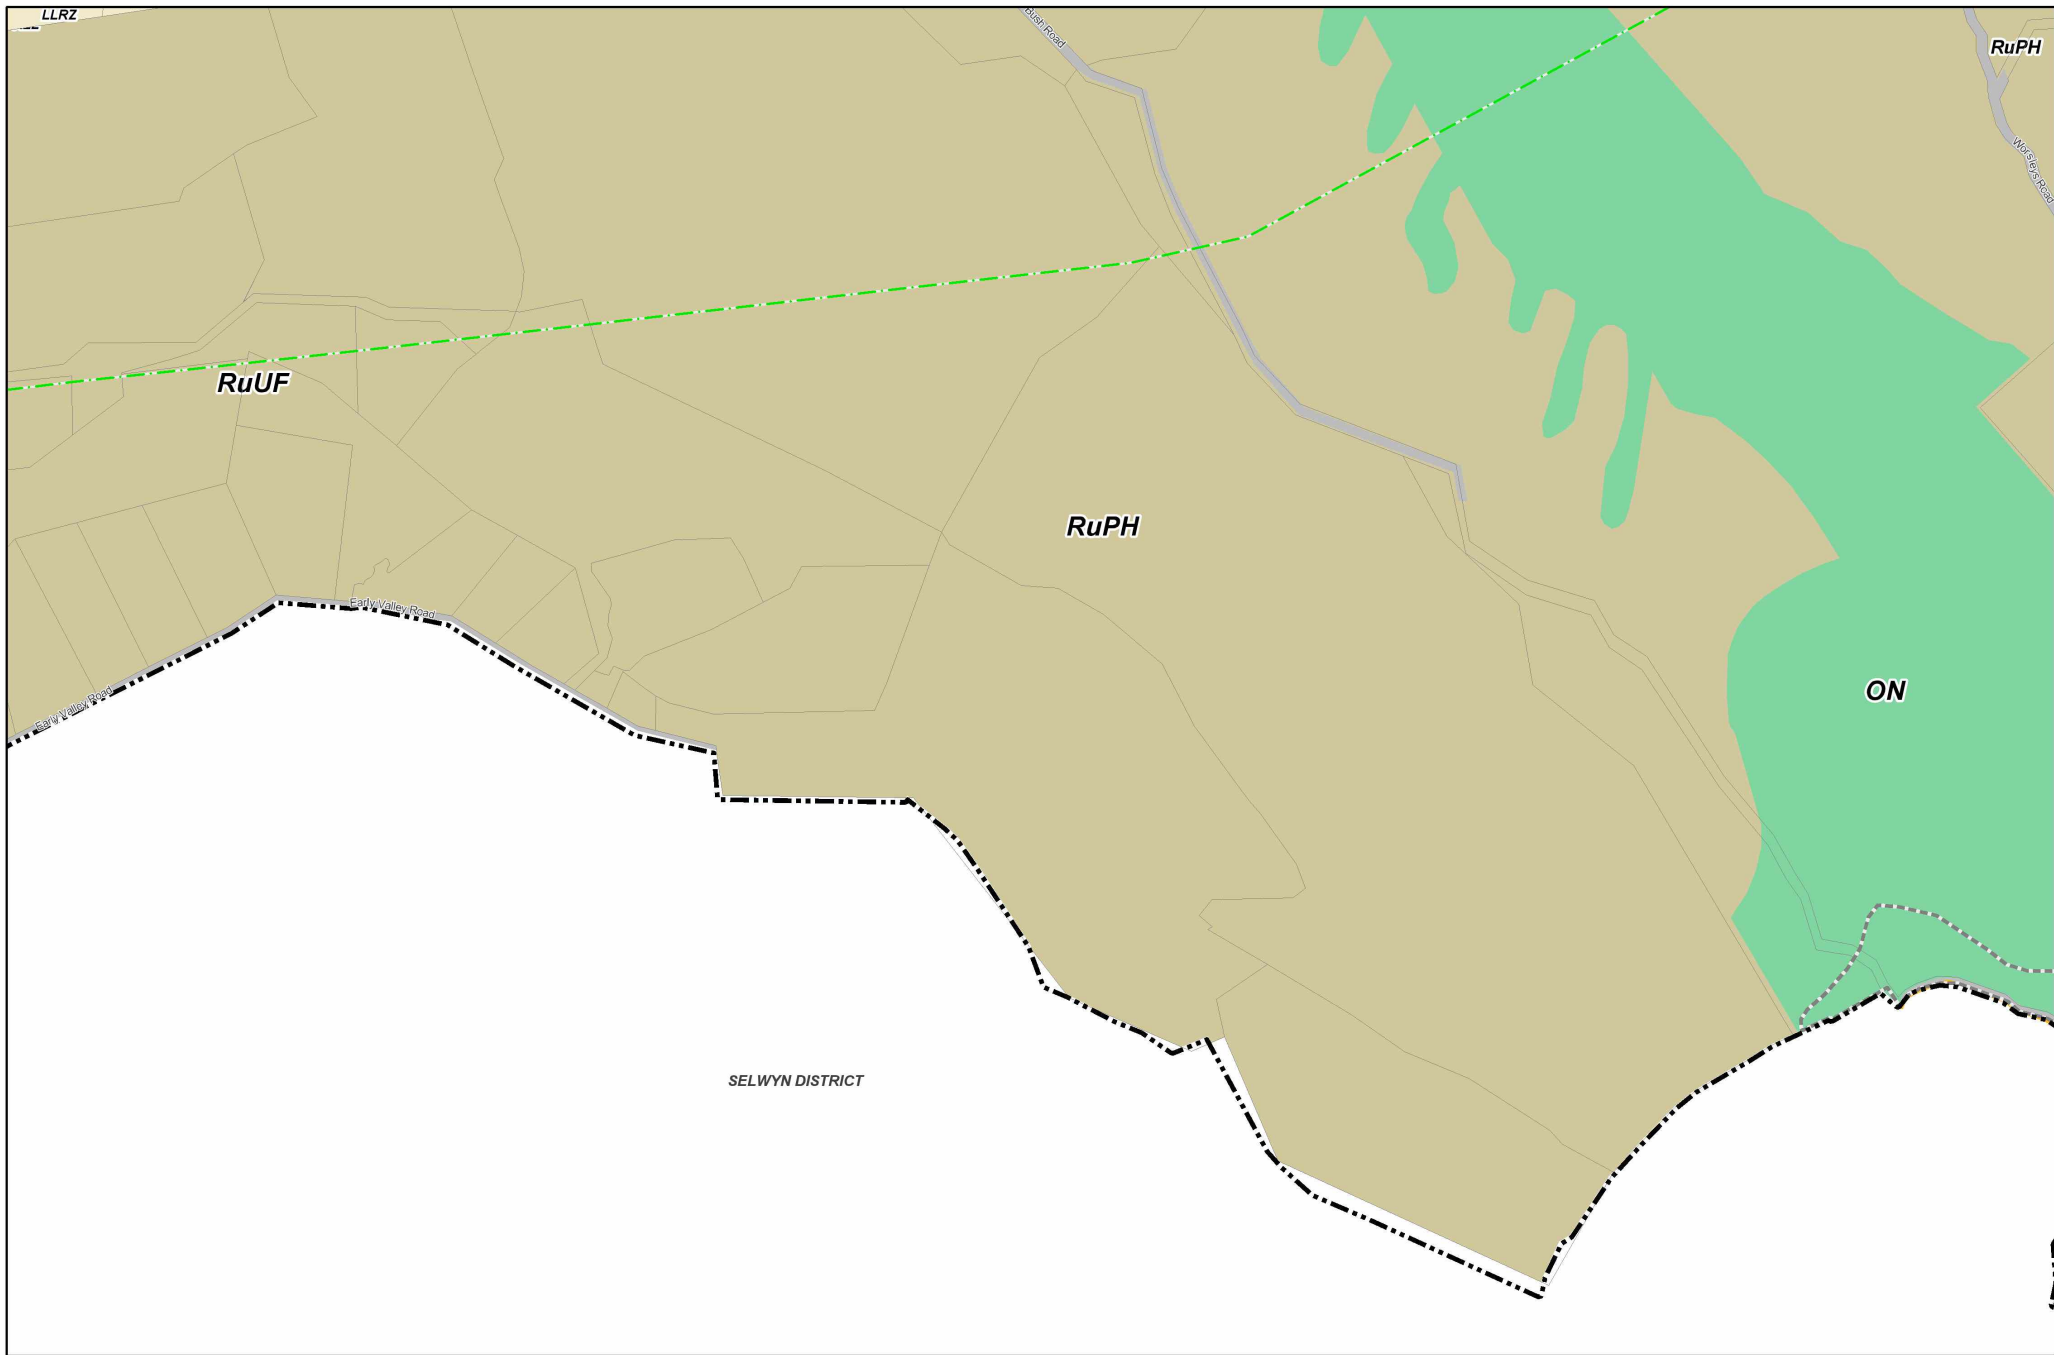 LLRZ
Bush Road
RuPH
Worsleys Road
RuUF
RuPH
Early Valley Road
ON
Early Valley Road
SELWYN DISTRICT